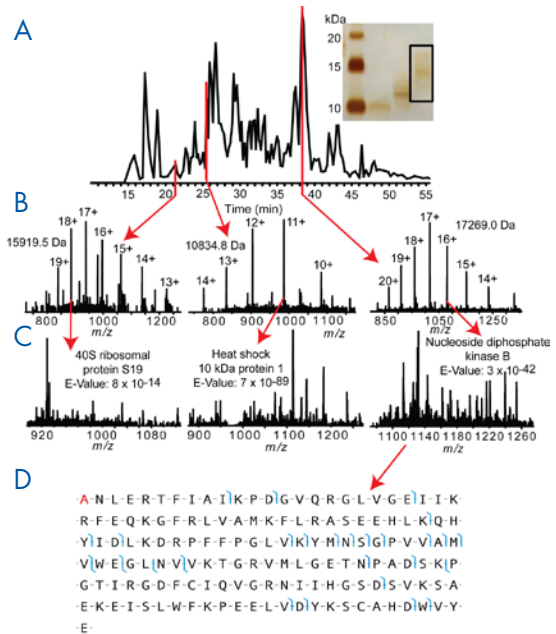 A
kDa
20
15
10
15 20 25 30 35 40 45 50 55
Time (min)
B
15919.5 Da
19+ 18+ 17+ 16+ 15+ 14+ 13+
800 1000 1200
m/z
10834.8 Da
14+ 13+ 12+ 11+ 10+
800 900 1000 1100
m/z
17269.0 Da
20+ 19+ 18+ 17+ 16+ 15+ 14+
850 1050 1250
m/z
C
40S ribosomal
protein S19
E-Value: 8 x 10-14
920 1000 1080
m/z
Heat shock
10 kDa protein 1
E-Value: 7 x 10-89
900 1000 1100 1200
m/z
Nucleoside diphosphate
kinase B
E-Value: 3 x 10-42
1100 1140 1180 1220 1260
m/z
D
A-N-L-E-R-T-F-I-A-I-K-P-D-G-V-Q-R-G-L-V-G-E-I-I-K
R-F-E-Q-K-G-F-R-L-V-A-M-K-F-L-R-A-S-E-E-H-L-K-Q-H
Y-I-D-L-K-D-R-P-F-F-P-G-L-V-K-Y-M-N-S-G-P-V-V-A-M
V-W-E-G-L-N-V-V-K-T-G-R-V-M-L-G-E-T-N-P-A-D-S-K-P
G-T-I-R-G-D-F-C-I-Q-V-G-R-N-I-I-H-G-S-D-S-V-K-S-A
E-K-E-I-S-L-W-F-K-P-E-E-L-V-D-Y-K-S-C-A-H-D-W-V-Y
E-